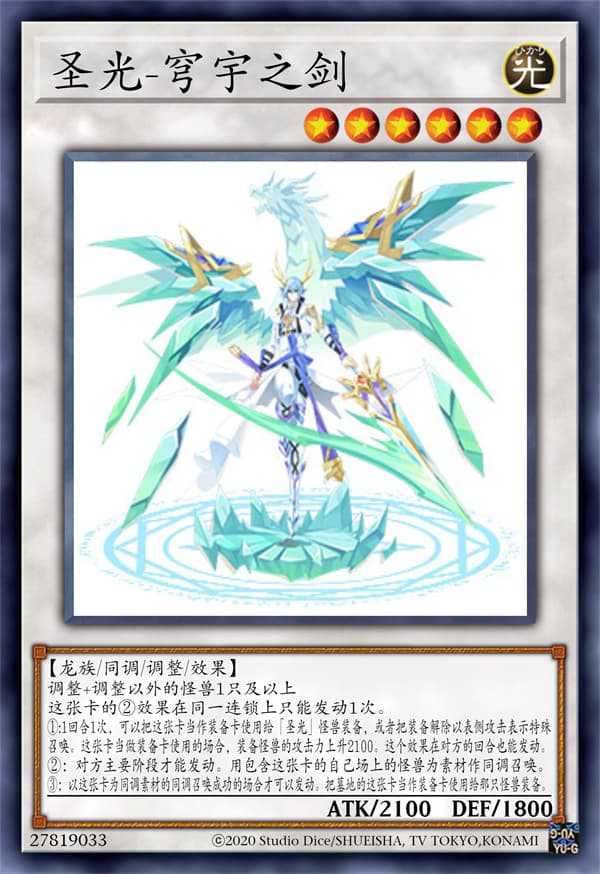 圣光-穹宇之剑
ひかり
光
【龙族/同调/调整/效果】
调整+调整以外的怪兽1只及以上
这张卡的②效果在同一连锁上只能发动1次。
①:1回合1次，可以把这张卡当作装备卡使用给「圣光」怪兽装备，或者把装备解除以表侧攻击表示特殊
召唤。这张卡当做装备卡使用的场合，装备怪兽的攻击力上升2100。这个效果在对方的回合也能发动。
②：对方主要阶段才能发动。用包含这张卡的自己场上的怪兽为素材作同调召唤。
③：以这张卡为同调素材的同调召唤成功的场合才可以发动。把墓地的这张卡当作装备卡使用给那只怪兽装备。
ATK/2100 DEF/1800
27819033 ©2020 Studio Dice/SHUEISHA, TV TOKYO,KONAMI